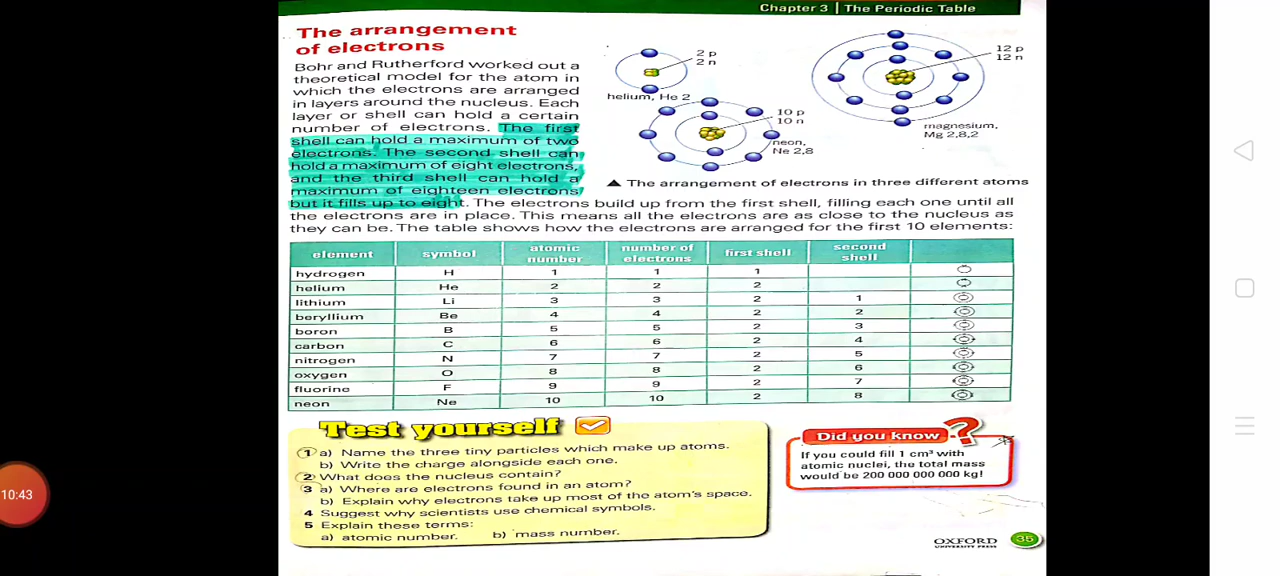 Chapter 3 | The Periodic Table
The arrangement
of electrons
Bohr and Rutherford worked out a
theoretical model for the atom in
which the electrons are arranged
in layers around the nucleus. Each
layer or shell can hold a certain
number of electrons. The first
shell can hold a maximum of two
electrons. The second shell can
hold a maximum of eight electrons,
and the third shell can hold a
maximum of eighteen electrons
but it fills up to eight. The electrons build up from the first shell, filling each one until all
the electrons are in place. This means all the electrons are as close to the nucleus as
they can be. The table shows how the electrons are arranged for the first 10 elements:
2 p
2 n
helium, He 2
10 p
10 n
neon,
Ne 2,8
12 p
12 n
magnesium,
Mg 2,8,2
▲ The arrangement of electrons in three different atoms
element symbol atomic number number of electrons first shell second shell
hydrogen H 1 1 1
helium He 2 2 2
lithium Li 3 3 2 1
beryllium Be 4 4 2 2
boron B 5 5 2 3
carbon C 6 6 2 4
nitrogen N 7 7 2 5
oxygen O 8 8 2 6
fluorine F 9 9 2 7
neon Ne 10 10 2 8
Test yourself
1 a) Name the three tiny particles which make up atoms.
b) Write the charge alongside each one.
2 What does the nucleus contain?
3 a) Where are electrons found in an atom?
b) Explain why electrons take up most of the atom's space.
4 Suggest why scientists use chemical symbols.
5 Explain these terms:
a) atomic number. b) mass number.
Did you know ?
If you could fill 1 cm³ with
atomic nuclei, the total mass
would be 200 000 000 000 kg!
OXFORD
UNIVERSITY PRESS
35
10:43